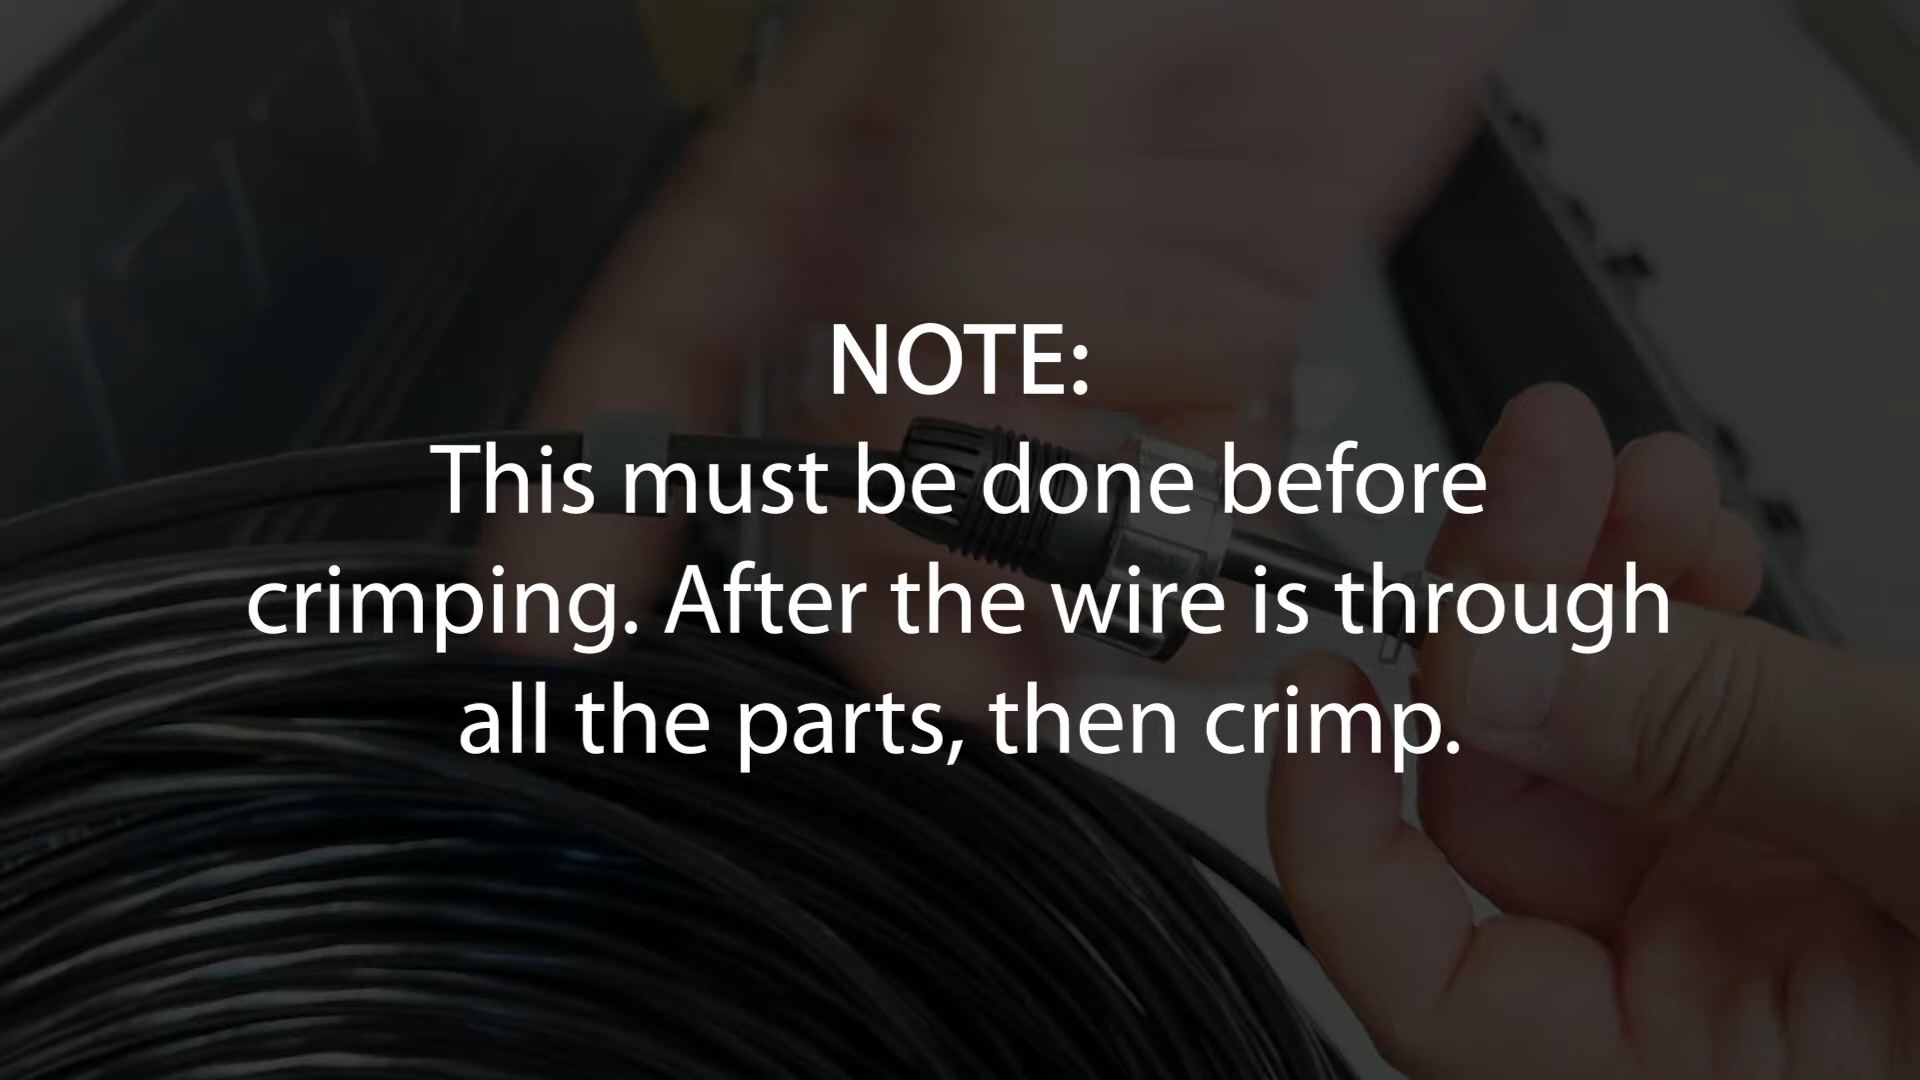 NOTE:
This must be done before
crimping. After the wire is through
all the parts, then crimp.